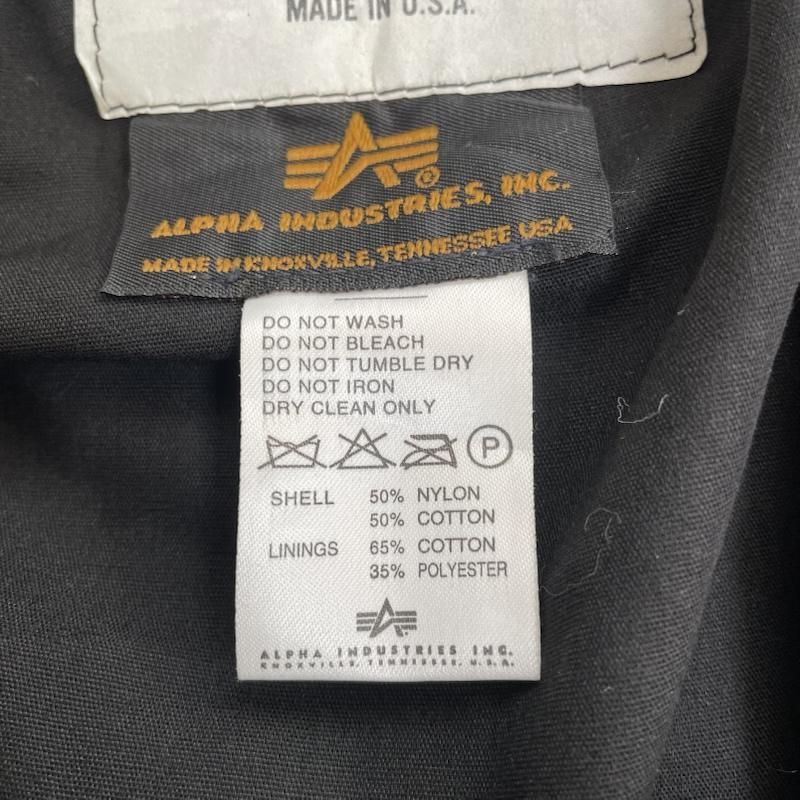 MADE IN U.S.A.
ALPHA INDUSTRIES, INC.
MADE IN KNOXVILLE, TENNESSEE USA
DO NOT WASH
DO NOT BLEACH
DO NOT TUMBLE DRY
DO NOT IRON
DRY CLEAN ONLY
P
SHELL 50% NYLON
50% COTTON
LININGS 65% COTTON
35% POLYESTER
ALPHA INDUSTRIES INC.
KNOXVILLE, TENNESSEE, U.S.A.